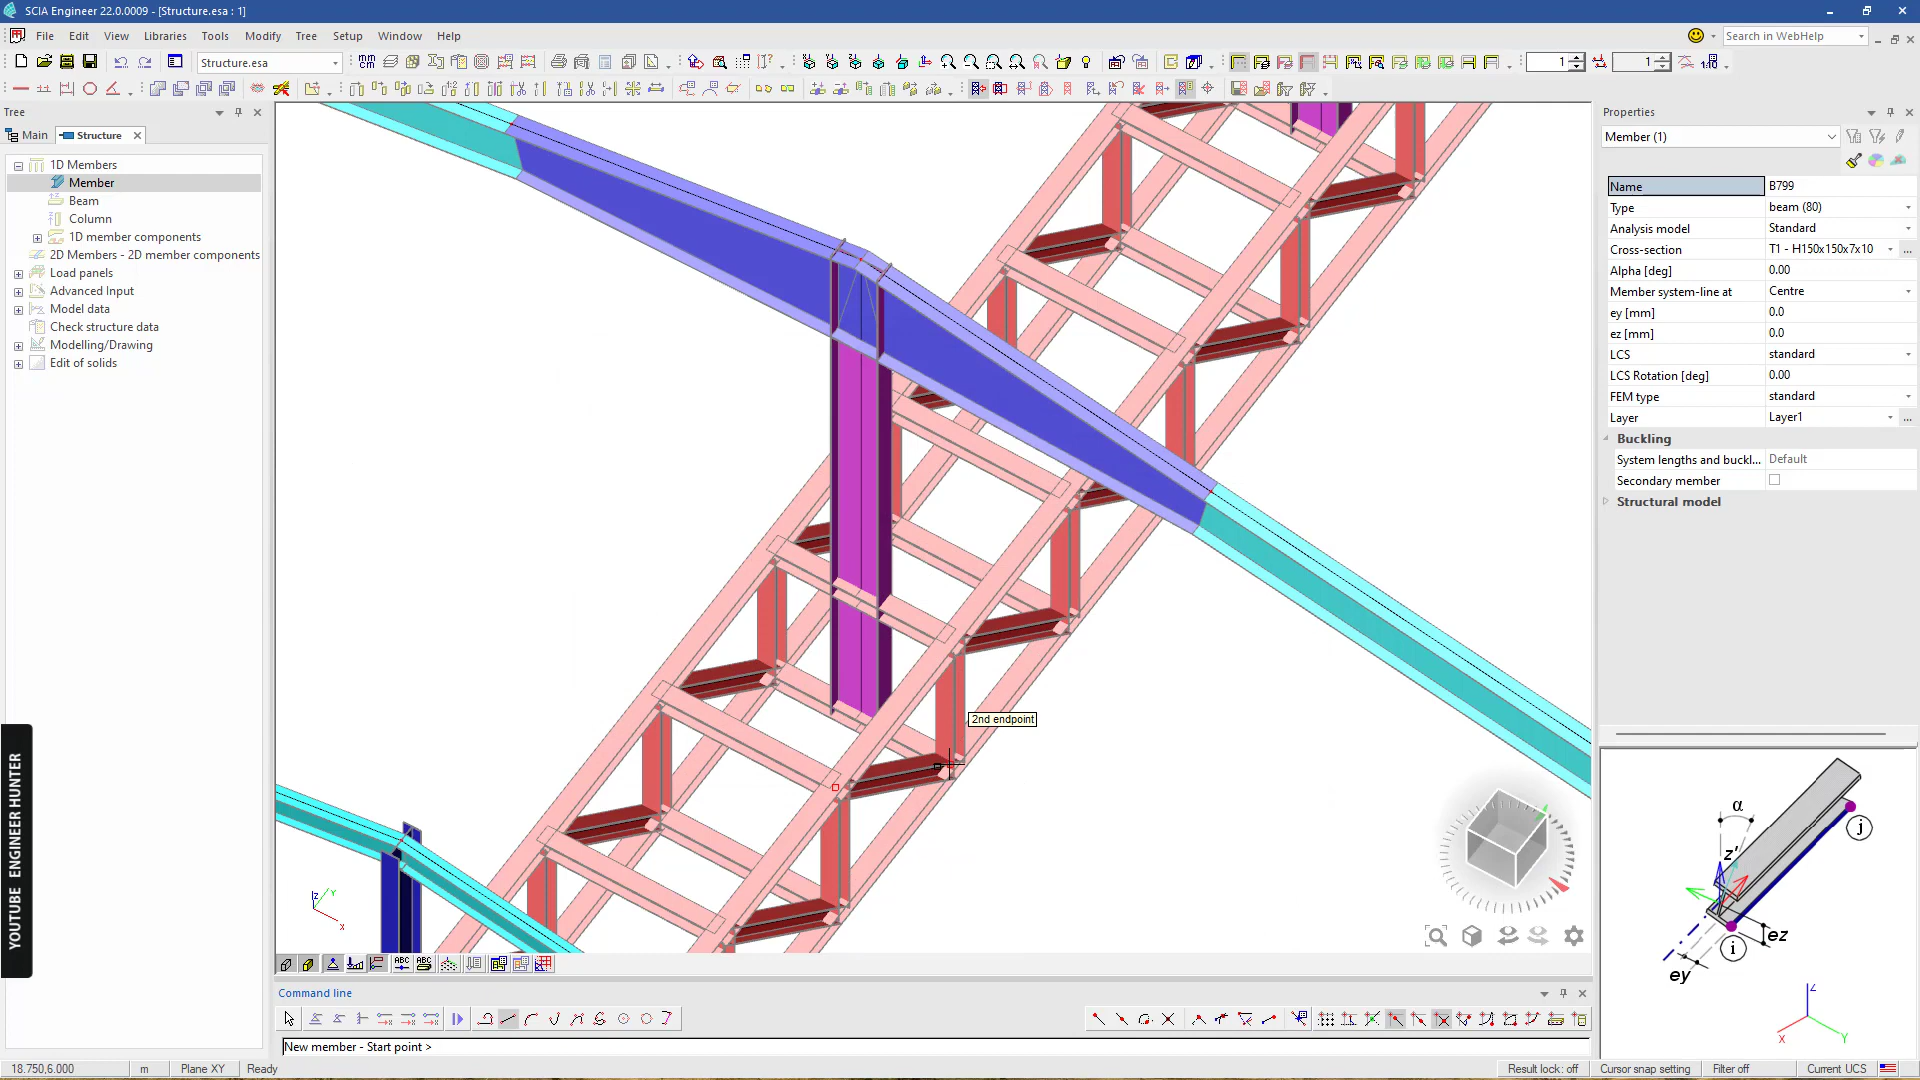 SCIA Engineer 22.0.0009 - [Structure.esa : 1]
File Edit View Libraries Tools Modify Tree Setup Window Help
Search in WebHelp
Structure.esa
1
1
Tree
Main
Structure
1D Members
Member
Beam
Column
1D member components
2D Members - 2D member components
Load panels
Advanced Input
Model data
Check structure data
Modelling/Drawing
Edit of solids
YOUTUBE ENGINEER HUNTER
2nd endpoint
z
Y
x
ABC
ABC
Properties
Member (1)
Name B799
Type beam (80)
Analysis model Standard
Cross-section T1 - H150x150x7x10 ...
Alpha [deg] 0.00
Member system-line at Centre
ey [mm] 0.0
ez [mm] 0.0
LCS standard
LCS Rotation [deg] 0.00
FEM type standard
Layer Layer1 ...
Buckling
System lengths and buckl... Default
Secondary member
Structural model
α
z'
j
i
ez
ey
z
X
Y
Command line
New member - Start point >
18.750,6.000 m Plane XY Ready
Result lock: off Cursor snap setting Filter off Current UCS